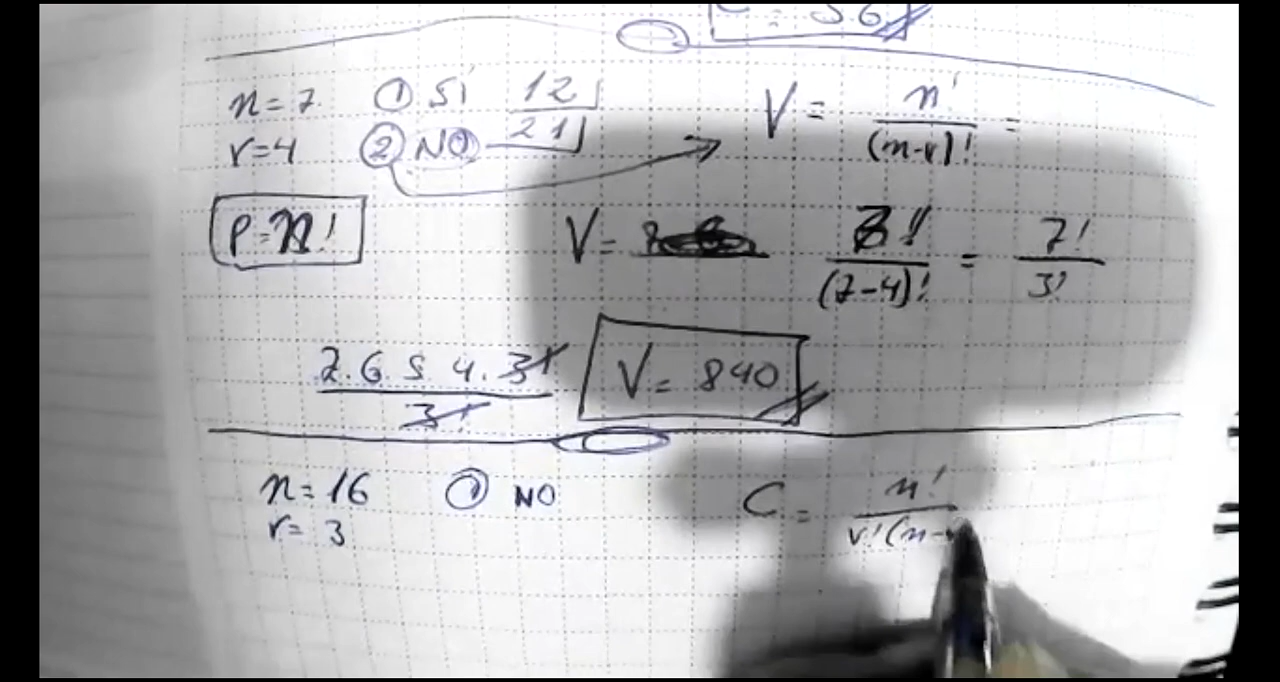 C = 56
n=7 ① Sí 12 V = n! / (n-r)! =
r=4 ② NO 21
P=n! V = 7! / (7-4)! = 7! / 3!
7.6.5.4.3! / 3! V= 840
n=16 ① NO C = n! / r!(n-r
r=3